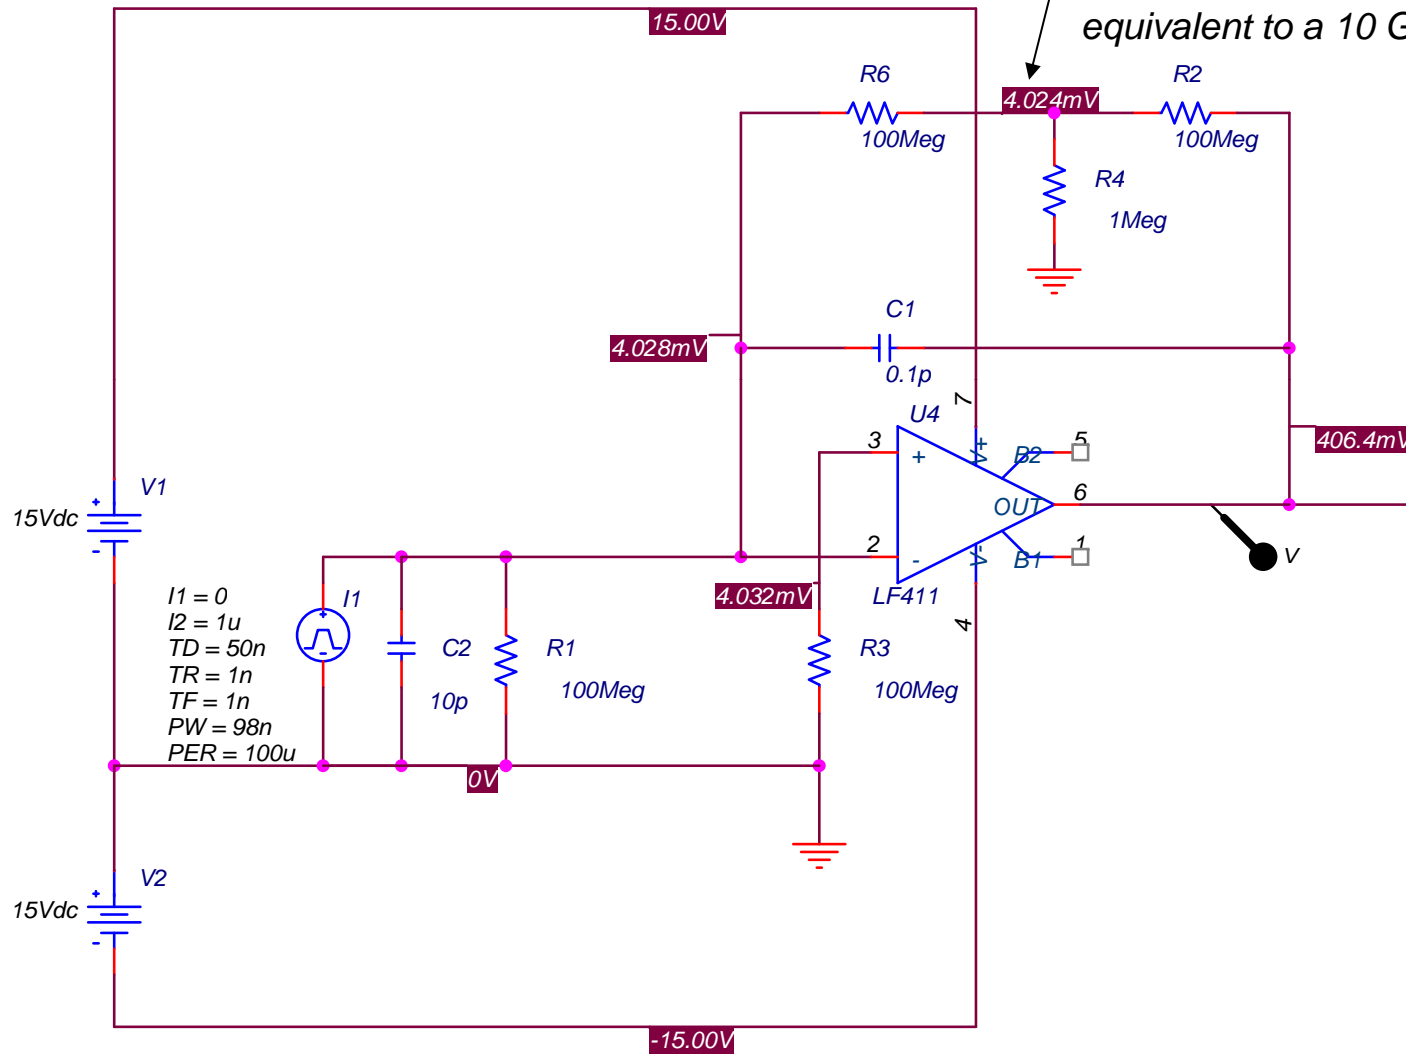 15.00V
equivalent to a 10 G
R6
R2
4.024mV
100Meg
100Meg
R4
1Meg
C1
4.028mV
0.1p
7
U4
3
+
V+
B2
5
406.4mV
OUT
6
V1
+
15Vdc
-
2
-
V-
B1
1
V
4.032mV
LF411
4
I1 = 0
I2 = 1u
TD = 50n
TR = 1n
TF = 1n
PW = 98n
PER = 100u
I1
+
-
C2
10p
R1
100Meg
R3
100Meg
0V
V2
+
15Vdc
-
-15.00V